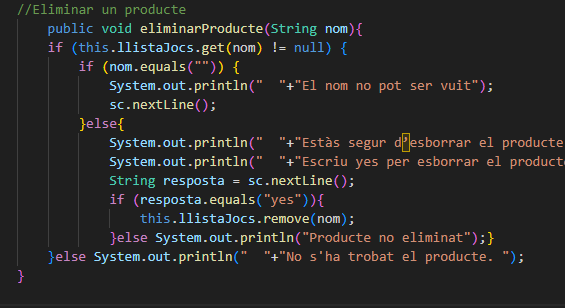 //Eliminar un producte
public void eliminarProducte(String nom){
if (this.llistaJocs.get(nom) != null) {
if (nom.equals("")) {
System.out.println("  "+"El nom no pot ser vuit");
sc.nextLine();
}else{
System.out.println("  "+"Estàs segur d’esborrar el producte
System.out.println("  "+"Escriu yes per esborrar el product
String resposta = sc.nextLine();
if (resposta.equals("yes")){
this.llistaJocs.remove(nom);
}else System.out.println("Producte no eliminat");}
}else System.out.println("  "+"No s'ha trobat el producte. ");
}